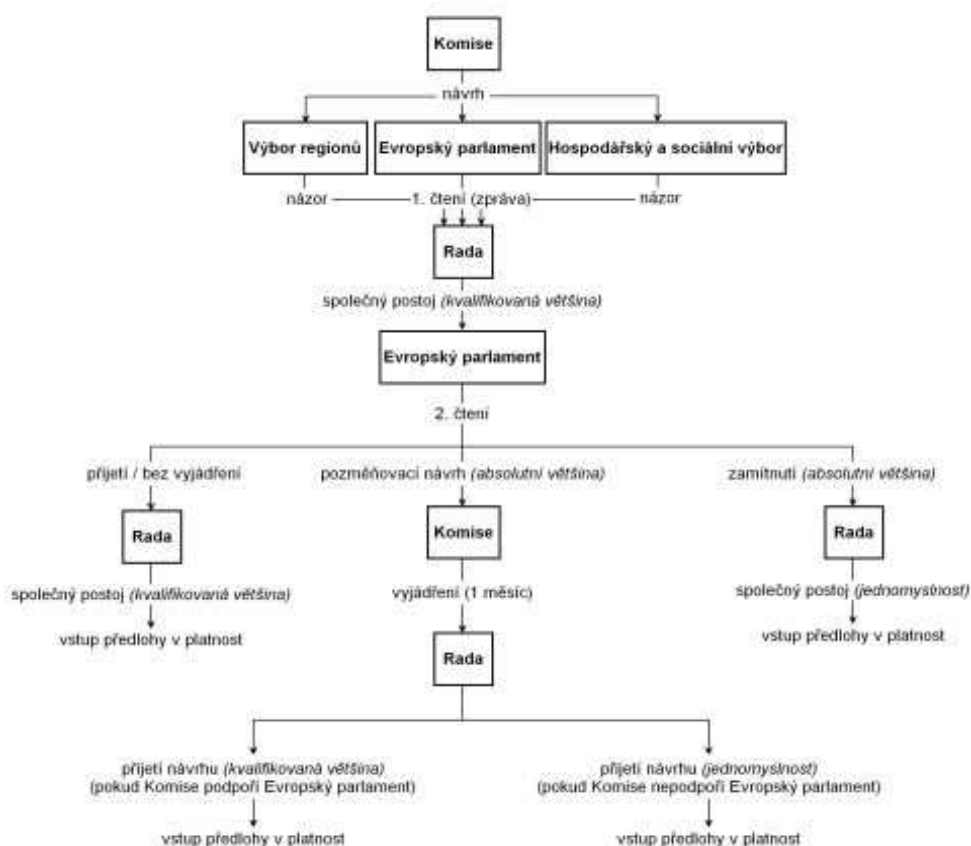 Komise
návrh
Výbor regionů
Evropský parlament
Hospodářský a sociální výbor
názor
1. čtení (zpráva)
názor
Rada
společný postoj (kvalifikovaná většina)
Evropský parlament
2. čtení
přijetí / bez vyjádření
pozměňovací návrh (absolutní většina)
zamítnutí (absolutní většina)
Rada
Komise
Rada
společný postoj (kvalifikovaná většina)
vyjádření (1 měsíc)
společný postoj (jednomyslnost)
vstup předlohy v platnost
vstup předlohy v platnost
Rada
přijetí návrhu (kvalifikovaná většina)
(pokud Komise podpoří Evropský parlament)
přijetí návrhu (jednomyslnost)
(pokud Komise nepodpoří Evropský parlament)
vstup předlohy v platnost
vstup předlohy v platnost